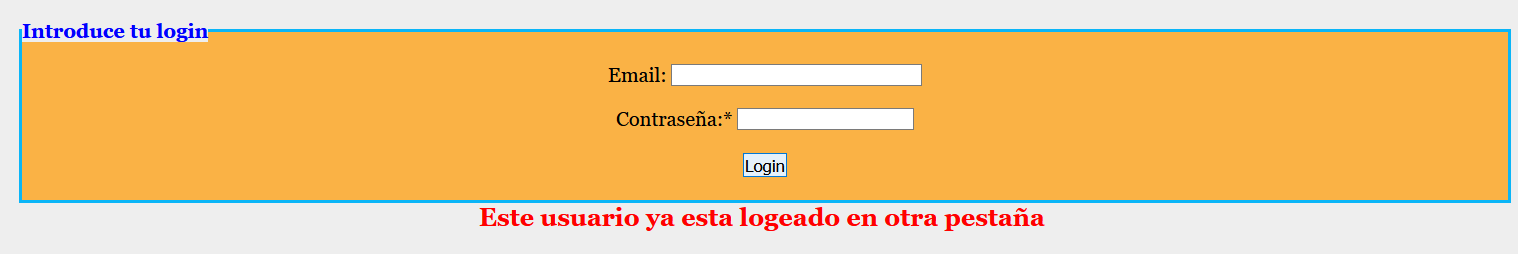 Introduce tu login
Email:
Contraseña:*
Login
Este usuario ya esta logeado en otra pestaña